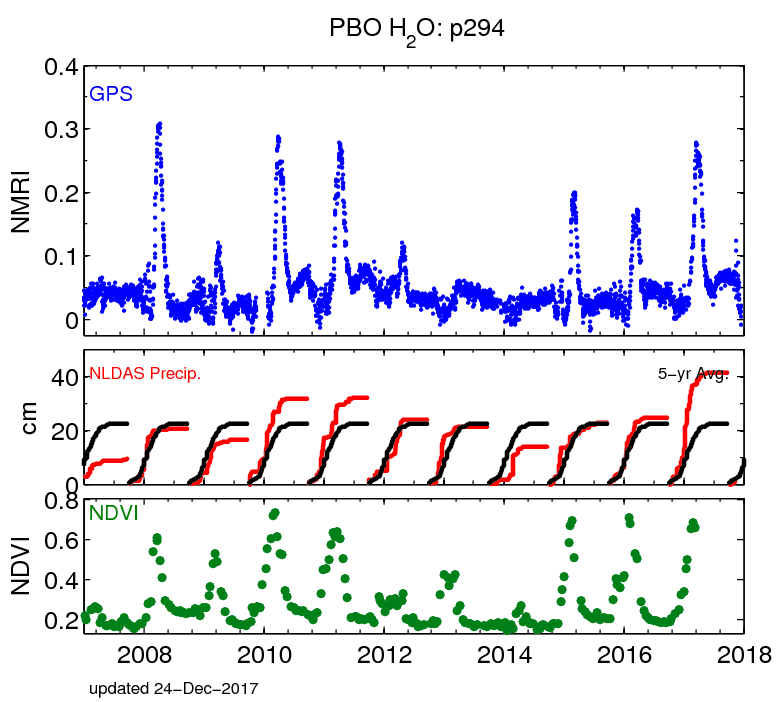 PBO H2O: p294
0.4
GPS
0.3
NMRI
0.2
0.1
0
NLDAS Precip.
5-yr Avg.
40
cm
20
0
0.8
NDVI
0.6
NDVI
0.4
0.2
2008 2010 2012 2014 2016 2018
updated 24-Dec-2017